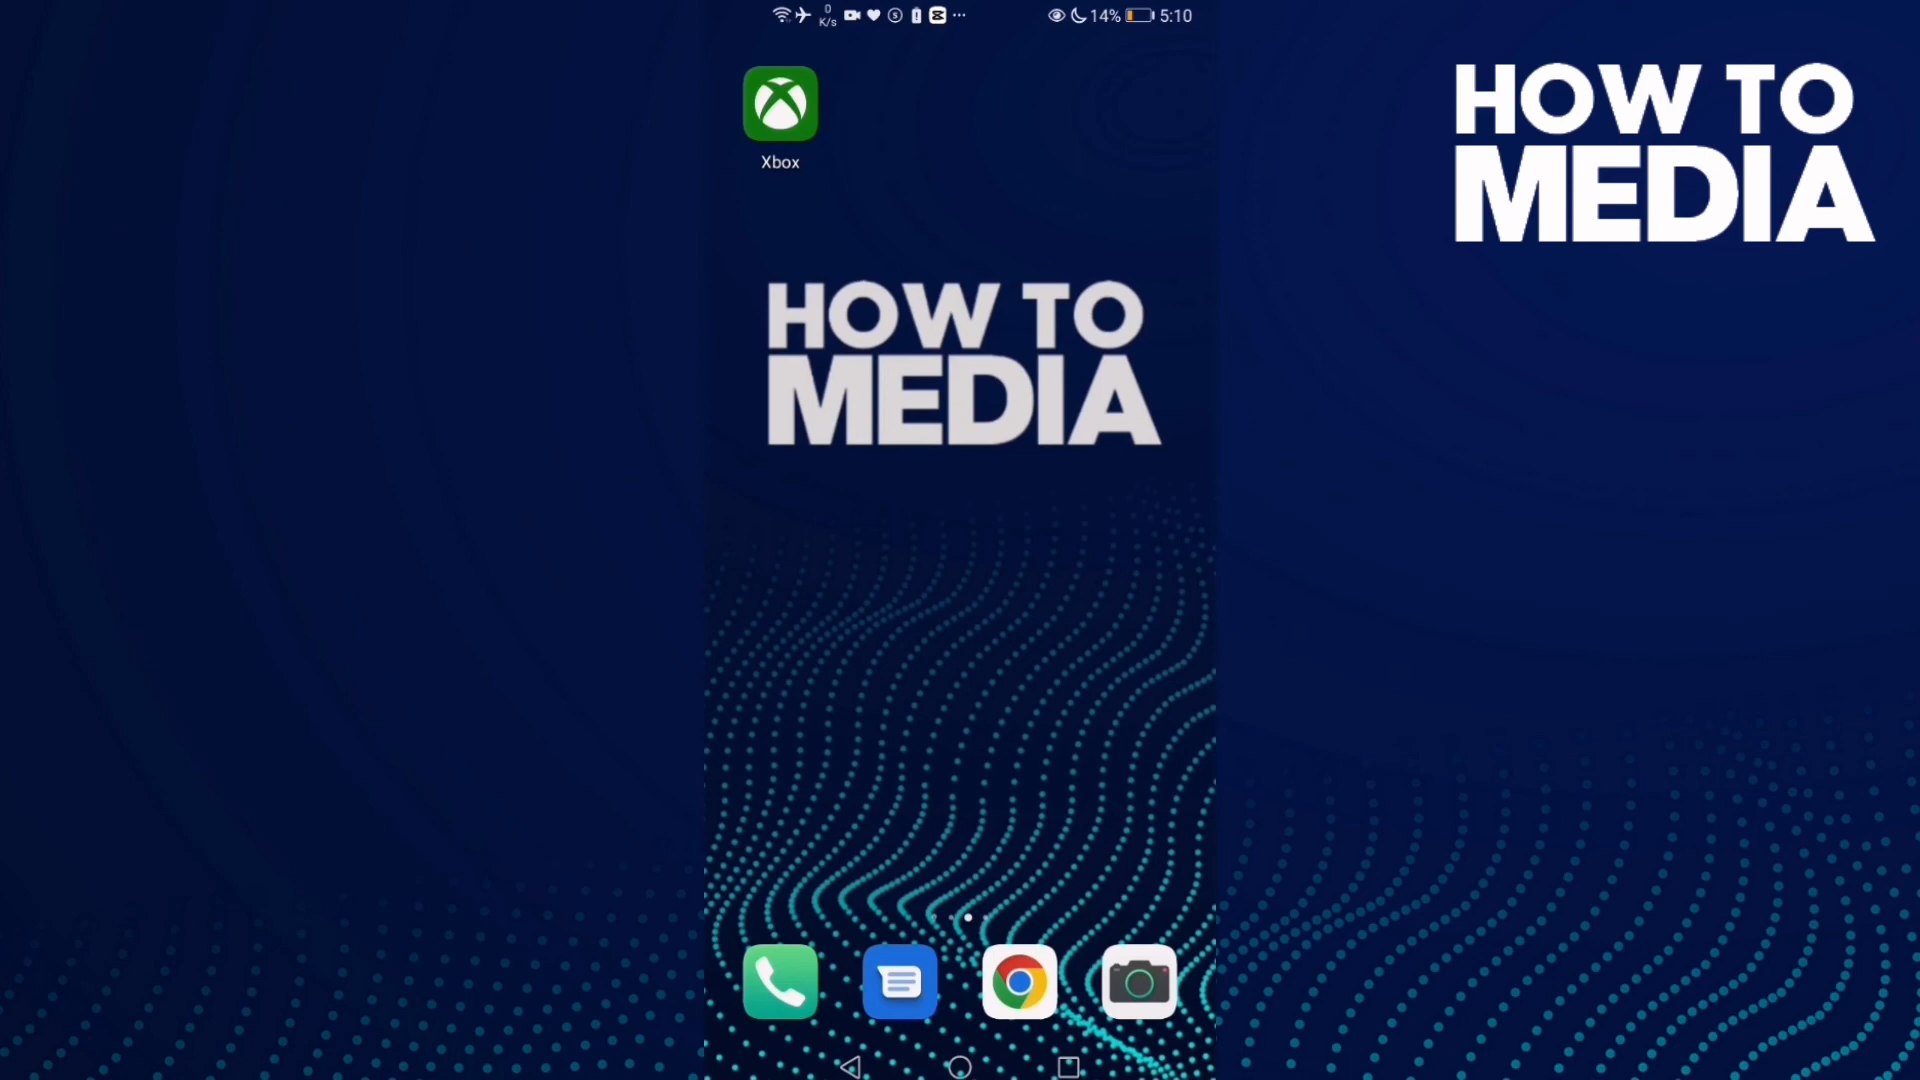 0
K/s
14%
5:10
Xbox
HOW TO
MEDIA
HOW TO
MEDIA